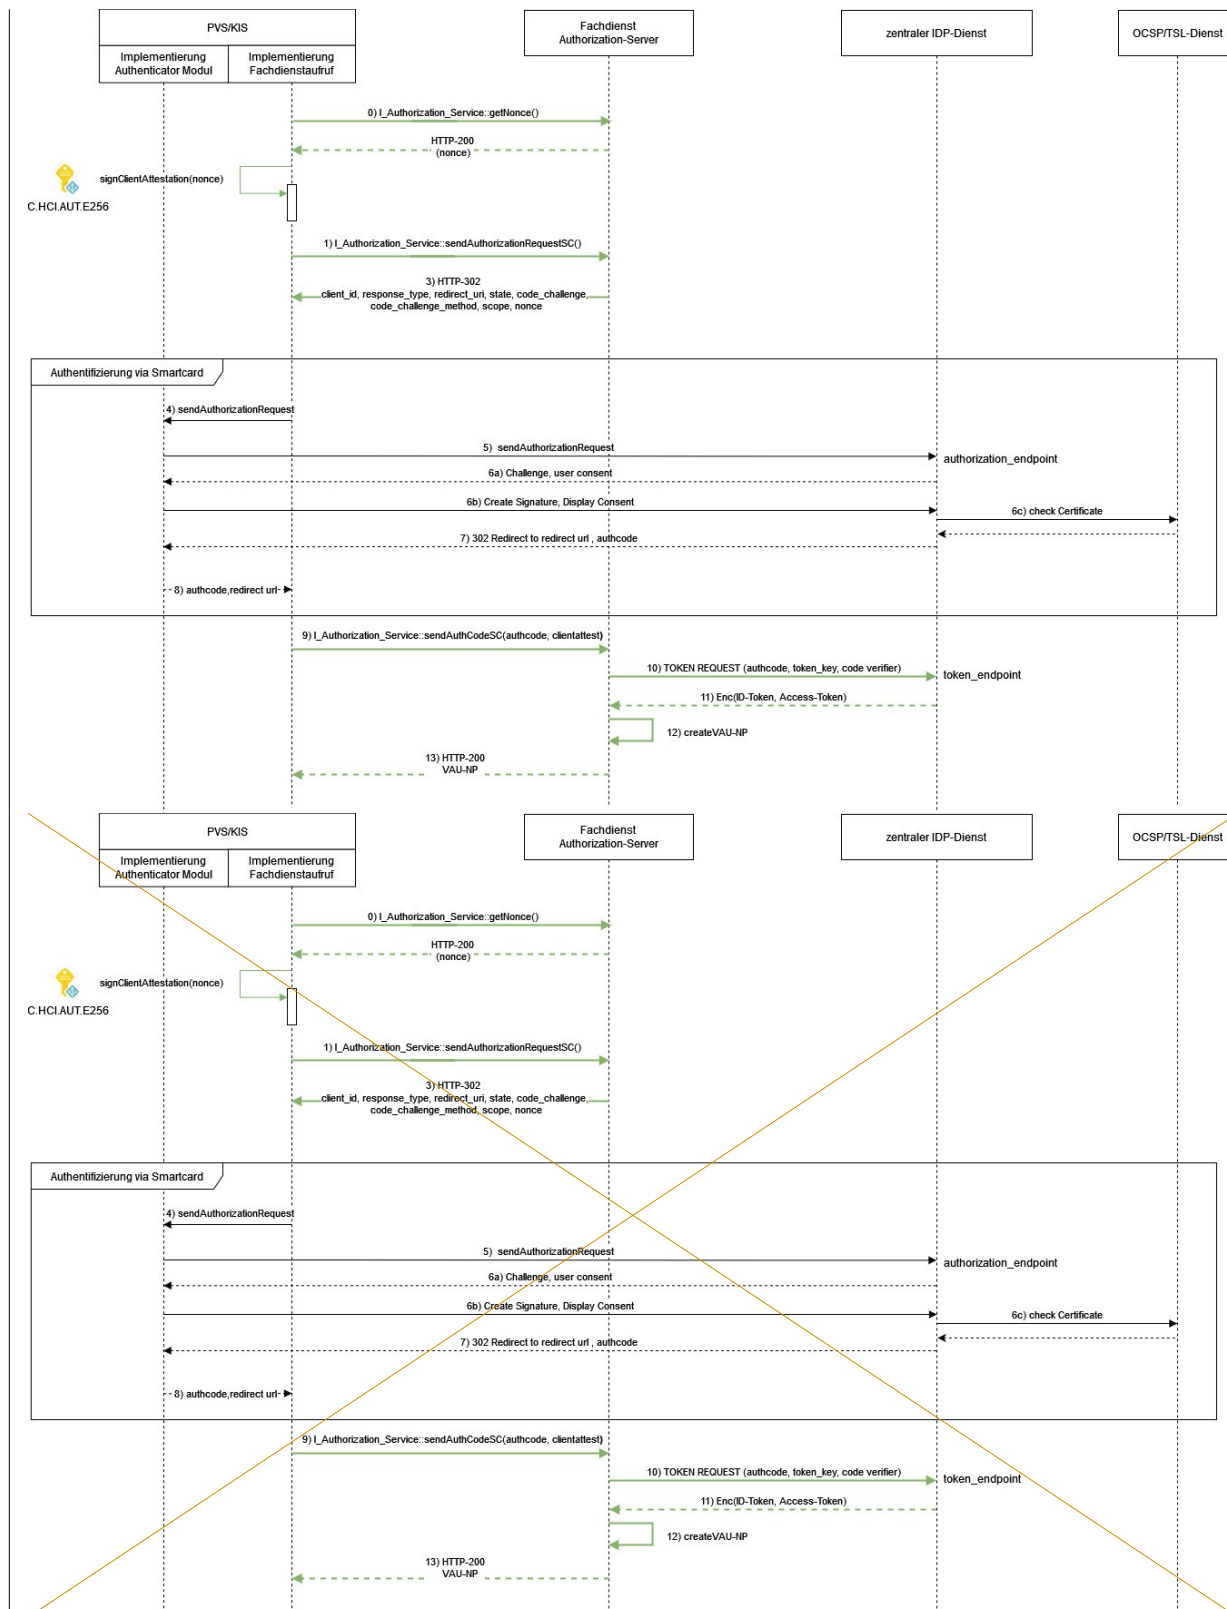 PVS/KIS
Implementierung
Authenticator Modul
Implementierung
Fachdienstaufruf
Fachdienst
Authorization-Server
zentraler IDP-Dienst
OCSP/TSL-Dienst
0) I_Authorization_Service::getNonce()
HTTP-200
(nonce)
signClientAttestation(nonce)
C.HCI.AUT.E256
1) I_Authorization_Service::sendAuthorizationRequestSC()
3) HTTP-302
client_id, response_type, redirect_uri, state, code_challenge,
code_challenge_method, scope, nonce
Authentifizierung via Smartcard
4) sendAuthorizationRequest
5) sendAuthorizationRequest
authorization_endpoint
6a) Challenge, user consent
6b) Create Signature, Display Consent
6c) check Certificate
7) 302 Redirect to redirect url , authcode
8) authcode,redirect url
9) I_Authorization_Service::sendAuthCodeSC(authcode, clientattest)
10) TOKEN REQUEST (authcode, token_key, code verifier)
token_endpoint
11) Enc(ID-Token, Access-Token)
12) createVAU-NP
13) HTTP-200
VAU-NP
PVS/KIS
Implementierung
Authenticator Modul
Implementierung
Fachdienstaufruf
Fachdienst
Authorization-Server
zentraler IDP-Dienst
OCSP/TSL-Dienst
0) I_Authorization_Service::getNonce()
HTTP-200
(nonce)
signClientAttestation(nonce)
C.HCI.AUT.E256
1) I_Authorization_Service::sendAuthorizationRequestSC()
3) HTTP-302
client_id, response_type, redirect_uri, state, code_challenge,
code_challenge_method, scope, nonce
Authentifizierung via Smartcard
4) sendAuthorizationRequest
5) sendAuthorizationRequest
authorization_endpoint
6a) Challenge, user consent
6b) Create Signature, Display Consent
6c) check Certificate
7) 302 Redirect to redirect url , authcode
8) authcode,redirect url
9) I_Authorization_Service::sendAuthCodeSC(authcode, clientattest)
10) TOKEN REQUEST (authcode, token_key, code verifier)
token_endpoint
11) Enc(ID-Token, Access-Token)
12) createVAU-NP
13) HTTP-200
VAU-NP